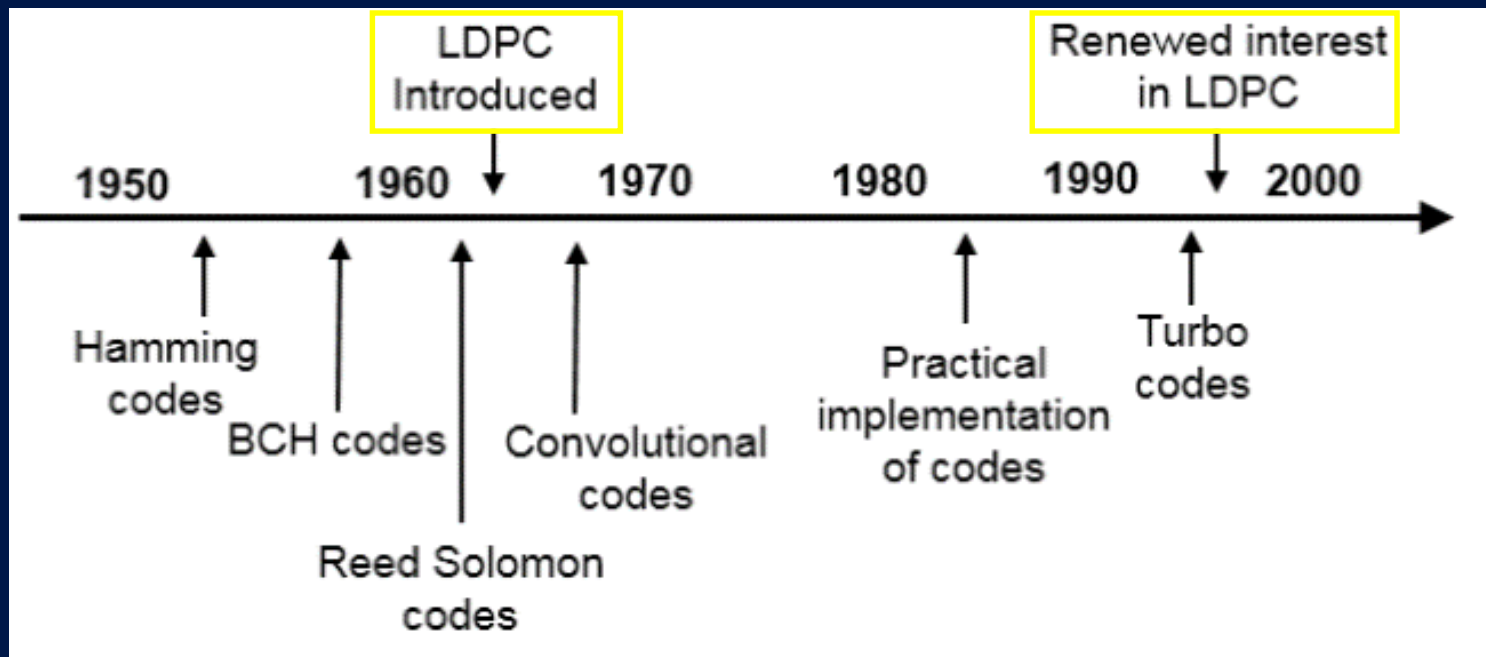 LDPC
Introduced
Renewed interest
in LDPC
1950 1960 1970 1980 1990 2000
Hamming
codes
BCH codes
Reed Solomon
codes
Convolutional
codes
Practical
implementation
of codes
Turbo
codes